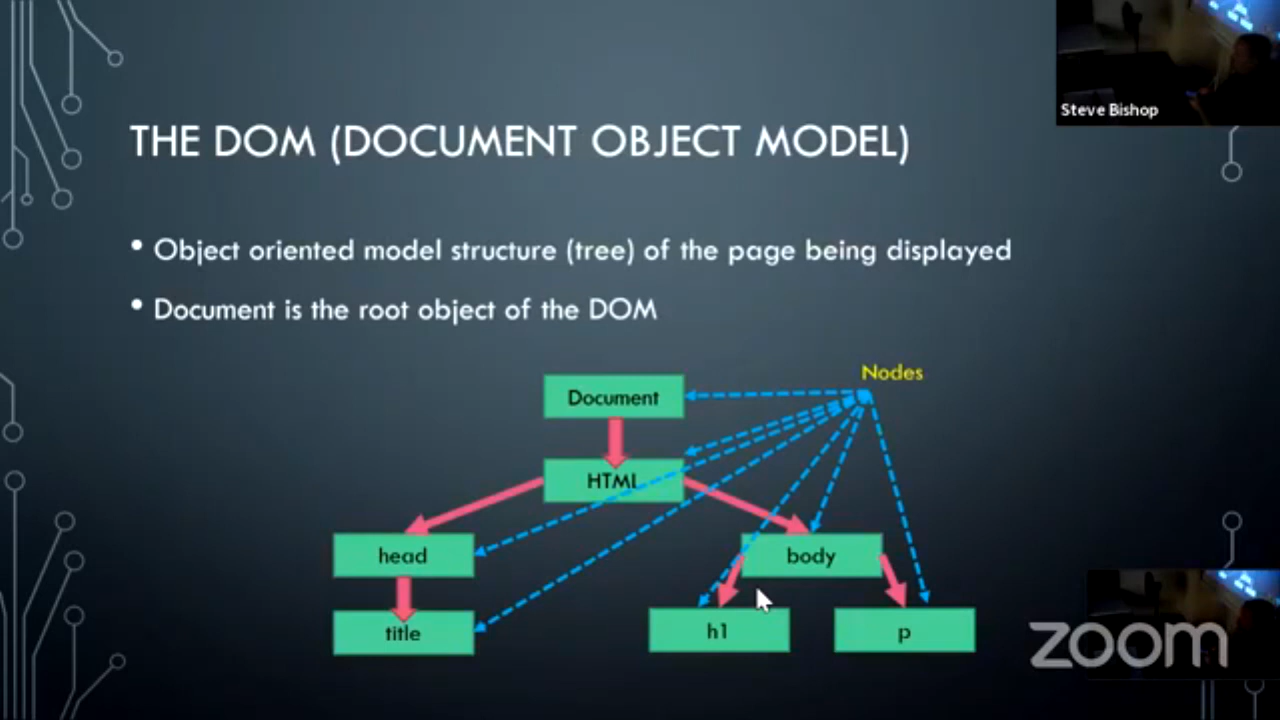 Steve Bishop
THE DOM (DOCUMENT OBJECT MODEL)
• Object oriented model structure (tree) of the page being displayed
• Document is the root object of the DOM
Nodes
Document
HTML
head
body
title
h1
p
zoom